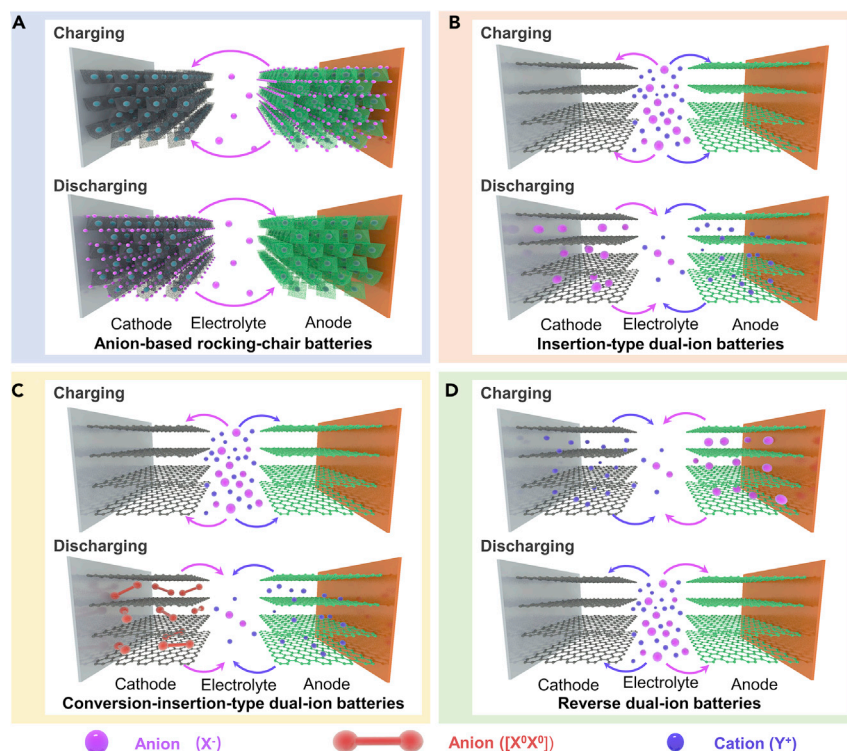 A
Charging
Discharging
Cathode Electrolyte Anode
Anion-based rocking-chair batteries
B
Charging
Discharging
Cathode Electrolyte Anode
Insertion-type dual-ion batteries
C
Charging
Discharging
Cathode Electrolyte Anode
Conversion-insertion-type dual-ion batteries
D
Charging
Discharging
Cathode Electrolyte Anode
Reverse dual-ion batteries
Anion (X⁻) Anion ([X⁰X⁰]) Cation (Y⁺)